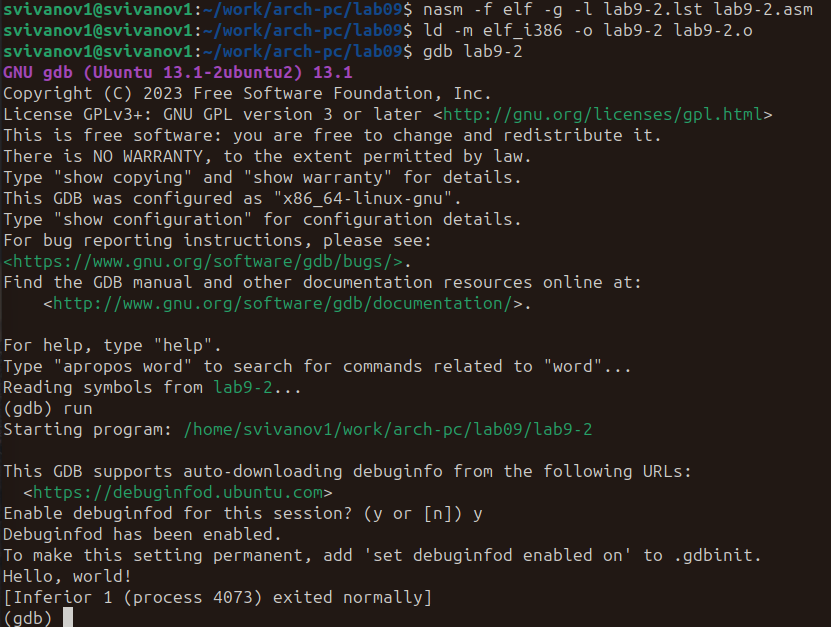 svivanov1@svivanov1:~/work/arch-pc/lab09$ nasm -f elf -g -l lab9-2.lst lab9-2.asm
svivanov1@svivanov1:~/work/arch-pc/lab09$ ld -m elf_i386 -o lab9-2 lab9-2.o
svivanov1@svivanov1:~/work/arch-pc/lab09$ gdb lab9-2
GNU gdb (Ubuntu 13.1-2ubuntu2) 13.1
Copyright (C) 2023 Free Software Foundation, Inc.
License GPLv3+: GNU GPL version 3 or later <http://gnu.org/licenses/gpl.html>
This is free software: you are free to change and redistribute it.
There is NO WARRANTY, to the extent permitted by law.
Type "show copying" and "show warranty" for details.
This GDB was configured as "x86_64-linux-gnu".
Type "show configuration" for configuration details.
For bug reporting instructions, please see:
<https://www.gnu.org/software/gdb/bugs/>.
Find the GDB manual and other documentation resources online at:
    <http://www.gnu.org/software/gdb/documentation/>.

For help, type "help".
Type "apropos word" to search for commands related to "word"...
Reading symbols from lab9-2...
(gdb) run
Starting program: /home/svivanov1/work/arch-pc/lab09/lab9-2

This GDB supports auto-downloading debuginfo from the following URLs:
  <https://debuginfod.ubuntu.com>
Enable debuginfod for this session? (y or [n]) y
Debuginfod has been enabled.
To make this setting permanent, add 'set debuginfod enabled on' to .gdbinit.
Hello, world!
[Inferior 1 (process 4073) exited normally]
(gdb)